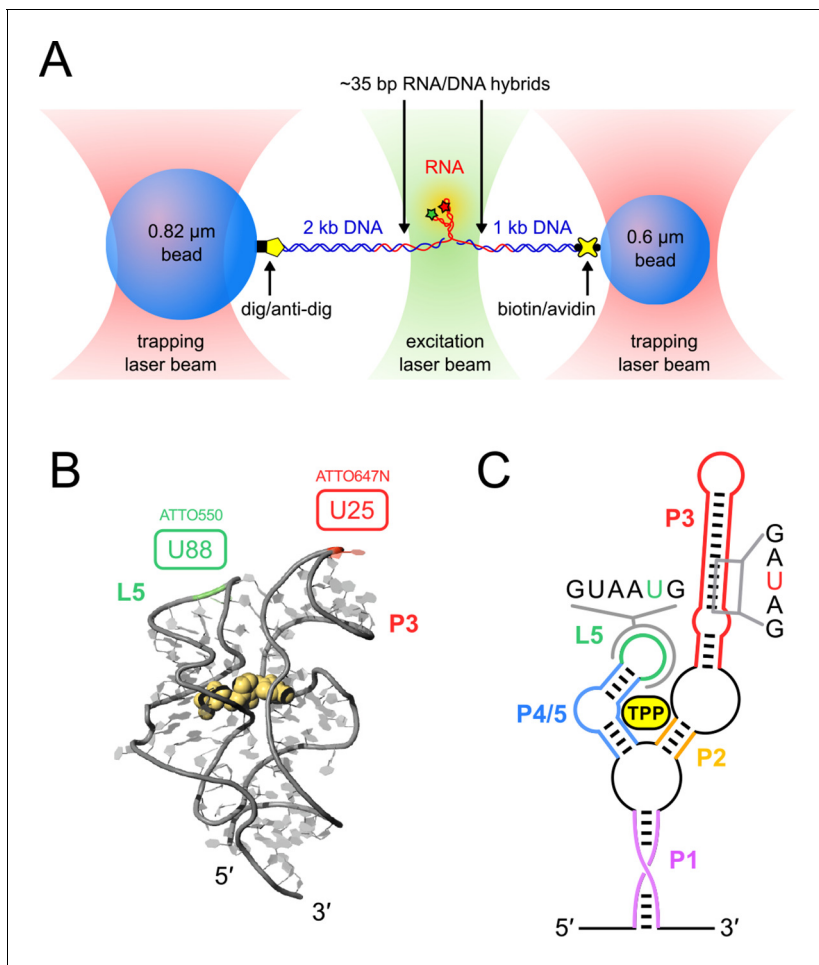 A
~35 bp RNA/DNA hybrids
RNA
2 kb DNA
1 kb DNA
0.82 μm
bead
0.6 μm
bead
dig/anti-dig
biotin/avidin
trapping
laser beam
excitation
laser beam
trapping
laser beam
B
ATTO550
U88
ATTO647N
U25
L5
P3
5′
3′
C
P3
GAUAG
GUAAUG
L5
P4/5
TPP
P2
P1
5′
3′